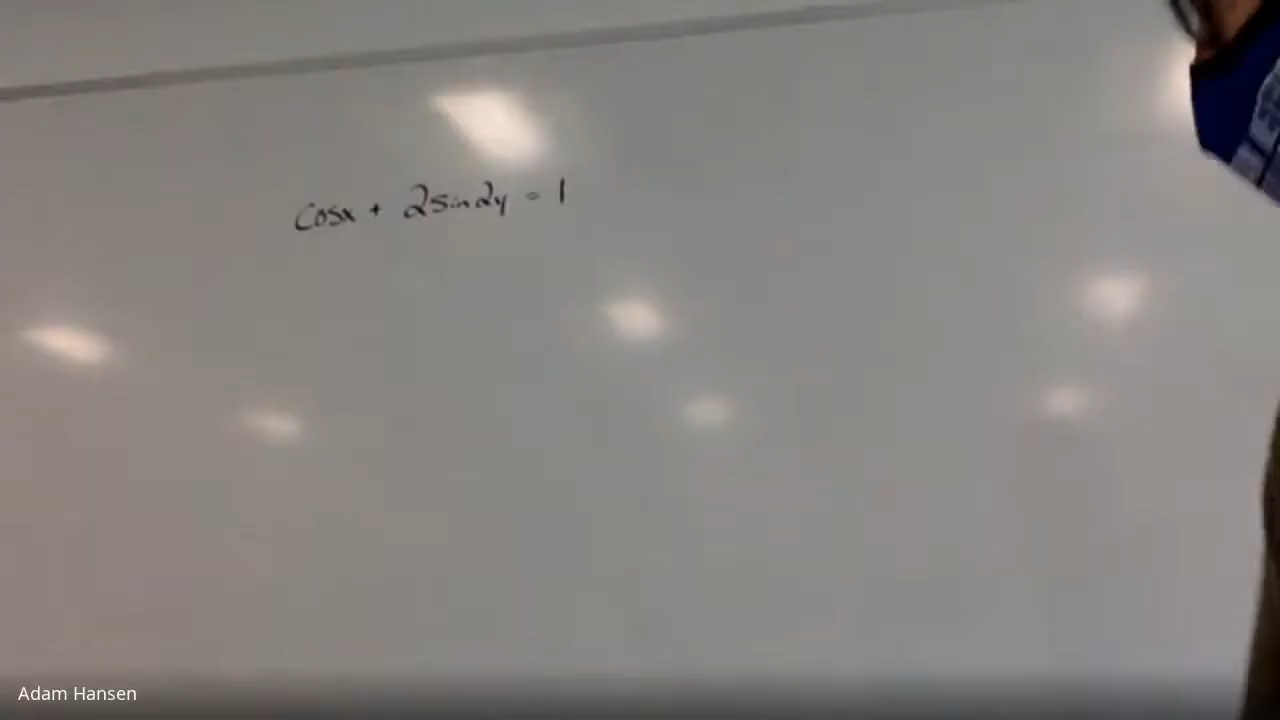 cosx + 2sin2y = 1
Adam Hansen